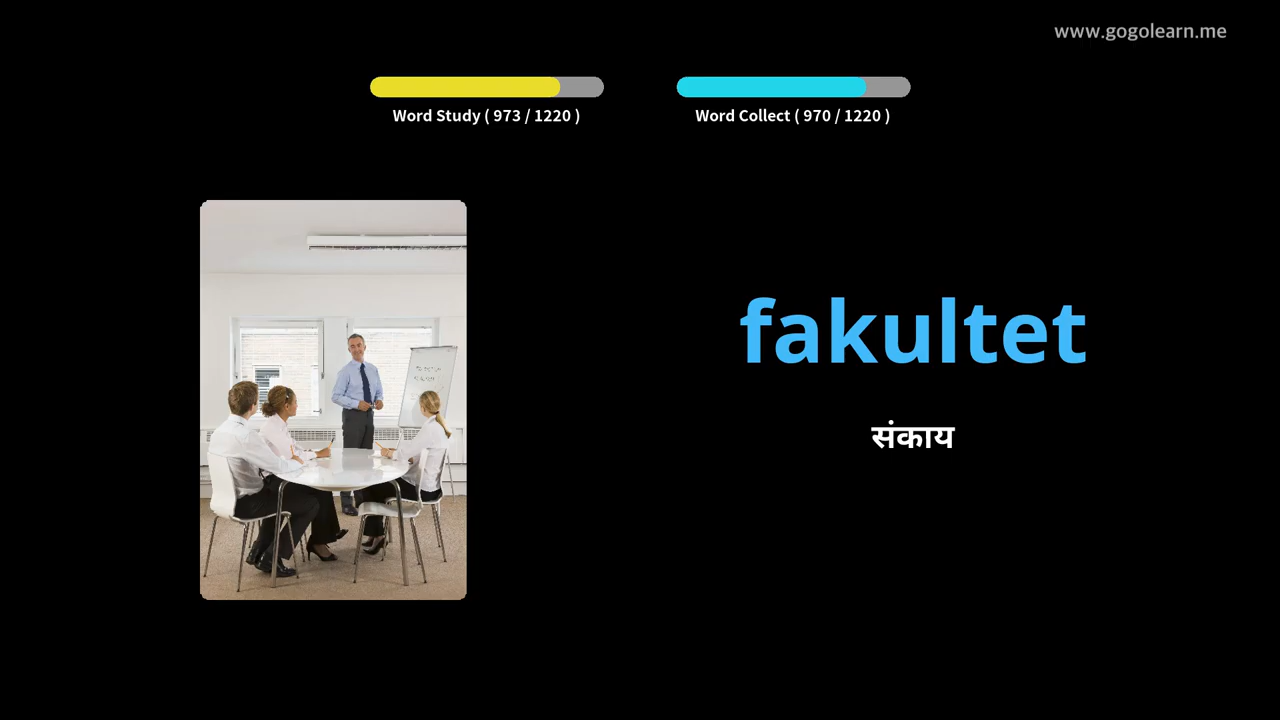 www.gogolearn.me
Word Study ( 973 / 1220 )
Word Collect ( 970 / 1220 )
fakultet
संकाय